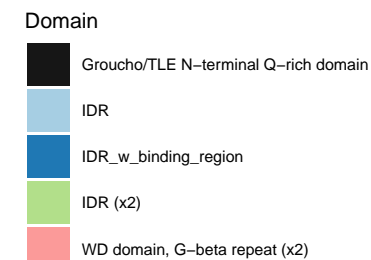 Domain
Groucho/TLE N−terminal Q−rich domain
IDR
IDR_w_binding_region
IDR (x2)
WD domain, G−beta repeat (x2)